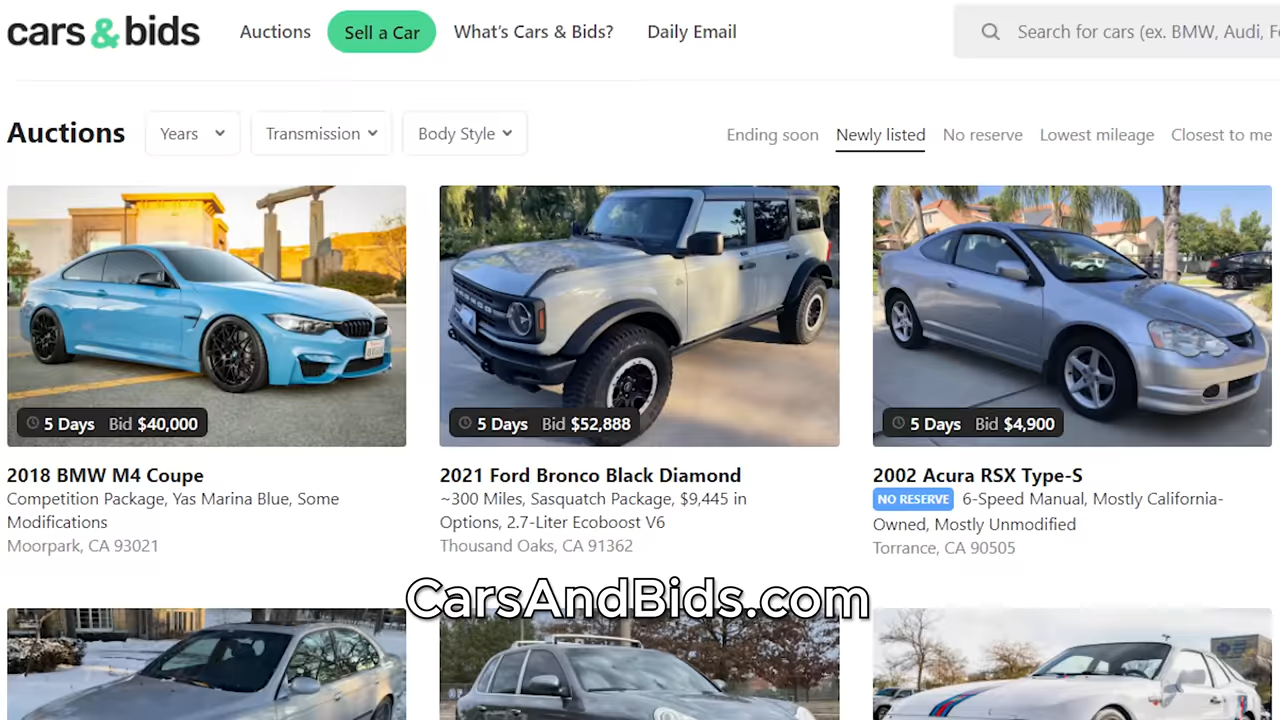 cars & bids
Auctions
Sell a Car
What's Cars & Bids?
Daily Email
Search for cars (ex. BMW, Audi, Fo
Auctions
Years
Transmission
Body Style
Ending soon
Newly listed
No reserve
Lowest mileage
Closest to me
5 Days Bid $40,000
5 Days Bid $52,888
5 Days Bid $4,900
2018 BMW M4 Coupe
Competition Package, Yas Marina Blue, Some
Modifications
Moorpark, CA 93021
2021 Ford Bronco Black Diamond
~300 Miles, Sasquatch Package, $9,445 in
Options, 2.7-Liter Ecoboost V6
Thousand Oaks, CA 91362
2002 Acura RSX Type-S
NO RESERVE 6-Speed Manual, Mostly California-
Owned, Mostly Unmodified
Torrance, CA 90505
CarsAndBids.com